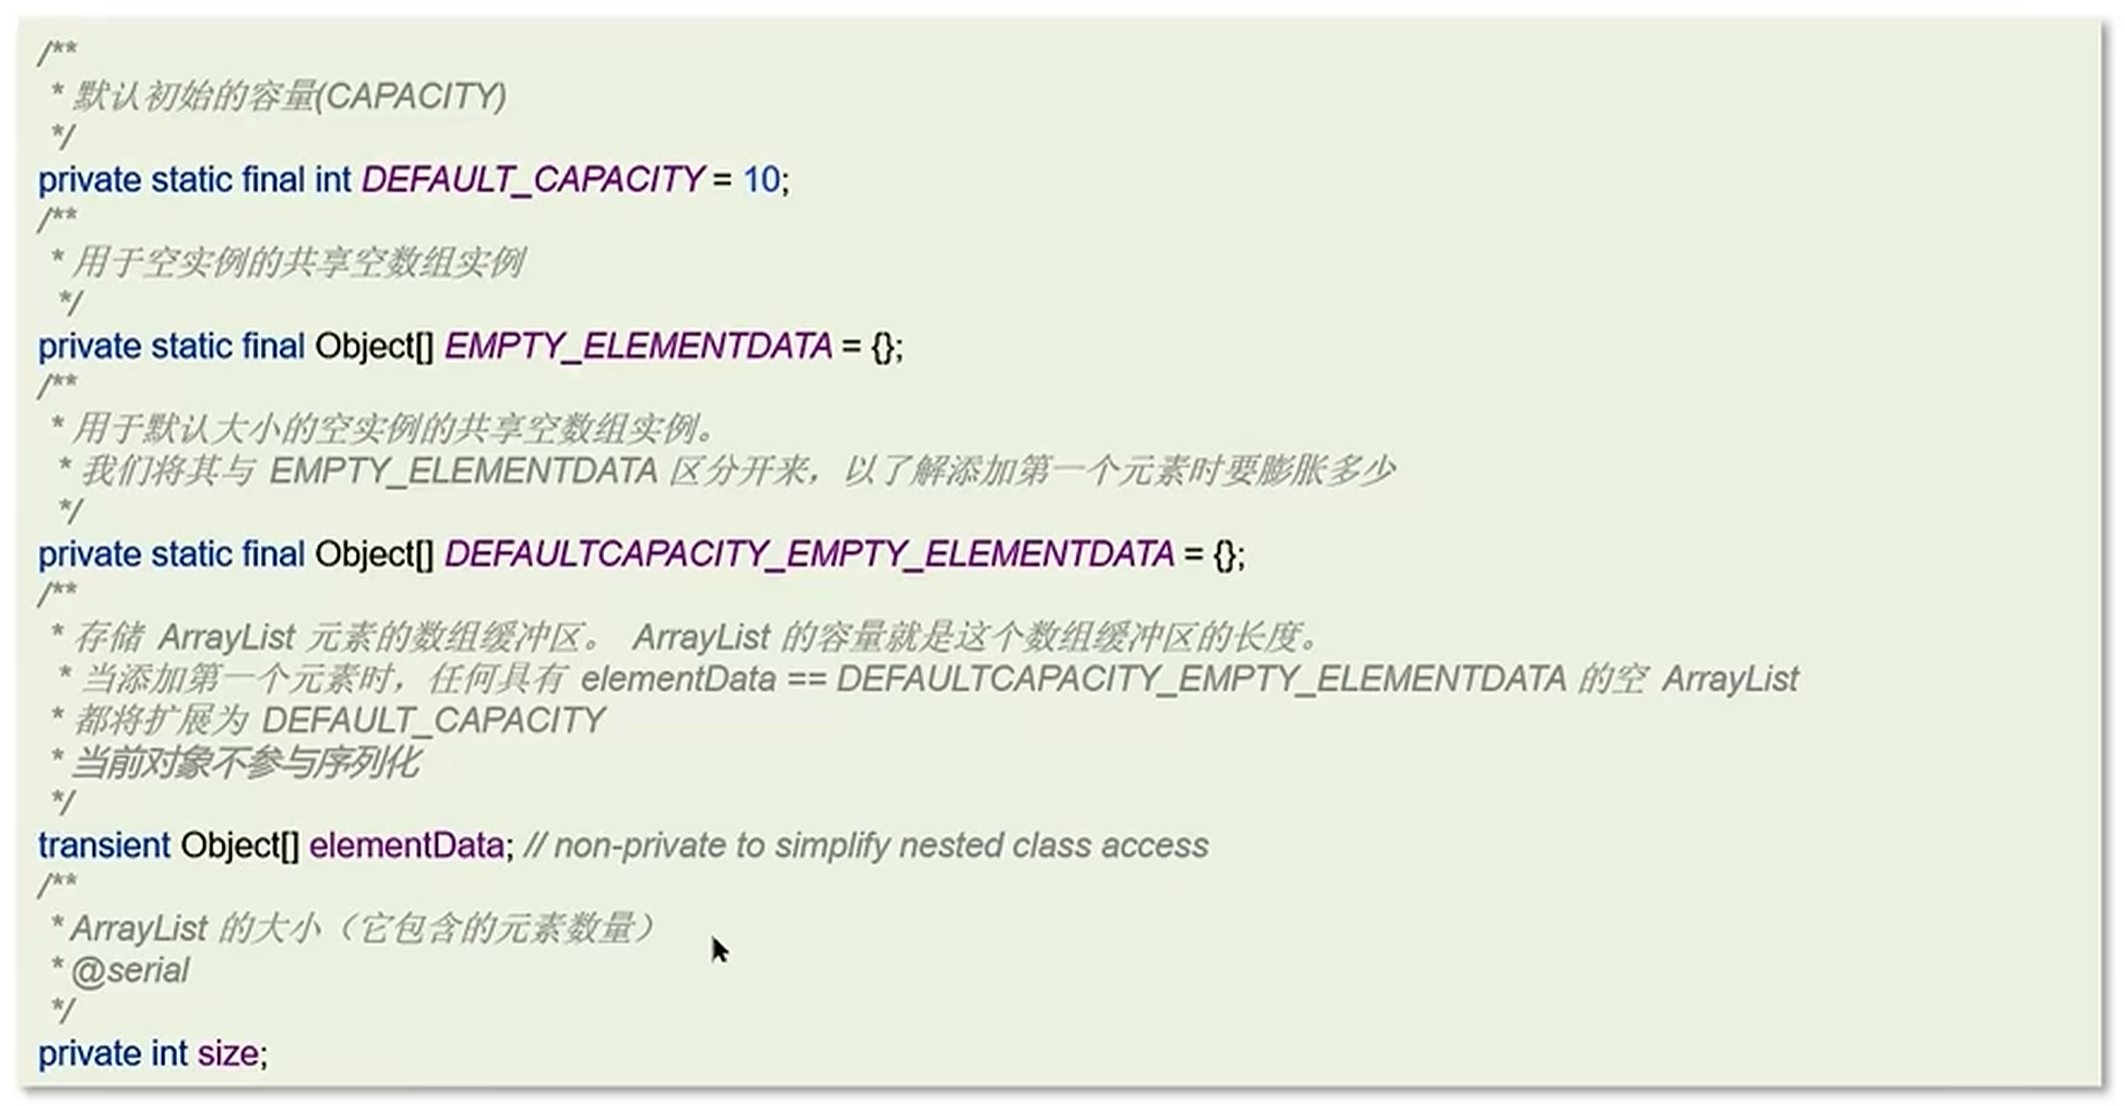 /**
* 默认初始的容量(CAPACITY)
*/
private static final int DEFAULT_CAPACITY = 10;
/**
* 用于空实例的共享空数组实例
*/
private static final Object[] EMPTY_ELEMENTDATA = {};
/**
* 用于默认大小的空实例的共享空数组实例。
* 我们将其与 EMPTY_ELEMENTDATA 区分开来，以了解添加第一个元素时要膨胀多少
*/
private static final Object[] DEFAULTCAPACITY_EMPTY_ELEMENTDATA = {};
/**
* 存储 ArrayList 元素的数组缓冲区。 ArrayList 的容量就是这个数组缓冲区的长度。
* 当添加第一个元素时，任何具有 elementData == DEFAULTCAPACITY_EMPTY_ELEMENTDATA 的空 ArrayList
* 都将扩展为 DEFAULT_CAPACITY
* 当前对象不参与序列化
*/
transient Object[] elementData; // non-private to simplify nested class access
/**
* ArrayList 的大小（它包含的元素数量）
* @serial
*/
private int size;